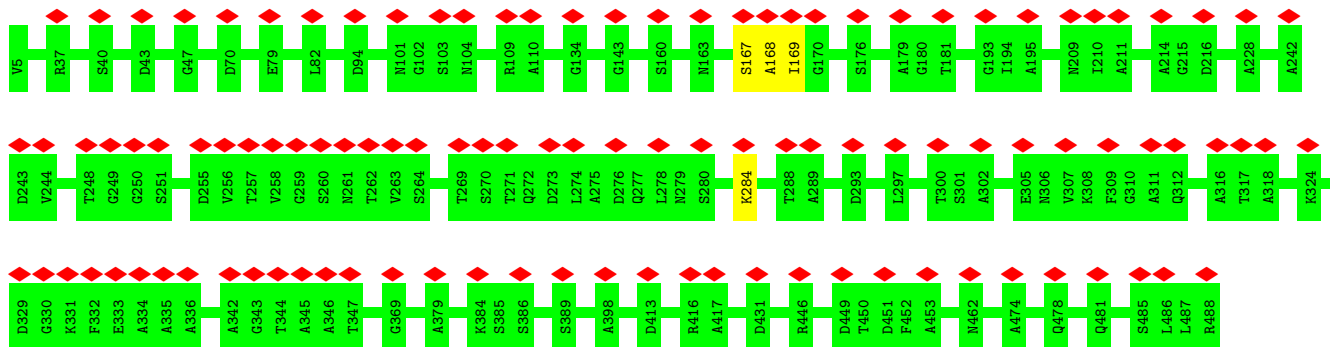 V5 R37 S40 D43 G47 D70 E79 L82 D94 N101 G102 S103 N104 R109 A110 G134 G143 S160 N163 S167 A168 I169 G170 S176 A179 G180 T181 G193 I194 A195 N209 I210 A211 A214 G215 D216 A228 A242
D243 V244 T248 G249 G250 S251 D255 V256 T257 V258 G259 S260 N261 T262 V263 S264 T269 S270 T271 Q272 D273 L274 A275 D276 Q277 L278 N279 S280 K284 T288 A289 D293 L297 T300 S301 A302 E305 N306 V307 K308 F309 G310 A311 Q312 A316 T317 A318 K324
D329 G330 K331 F332 E333 A334 A335 A336 A342 G343 T344 A345 A346 T347 G369 A379 K384 S385 S386 S389 A398 D413 R416 A417 D431 R446 D449 T450 D451 F452 A453 N462 A474 Q478 Q481 S485 L486 L487 R488